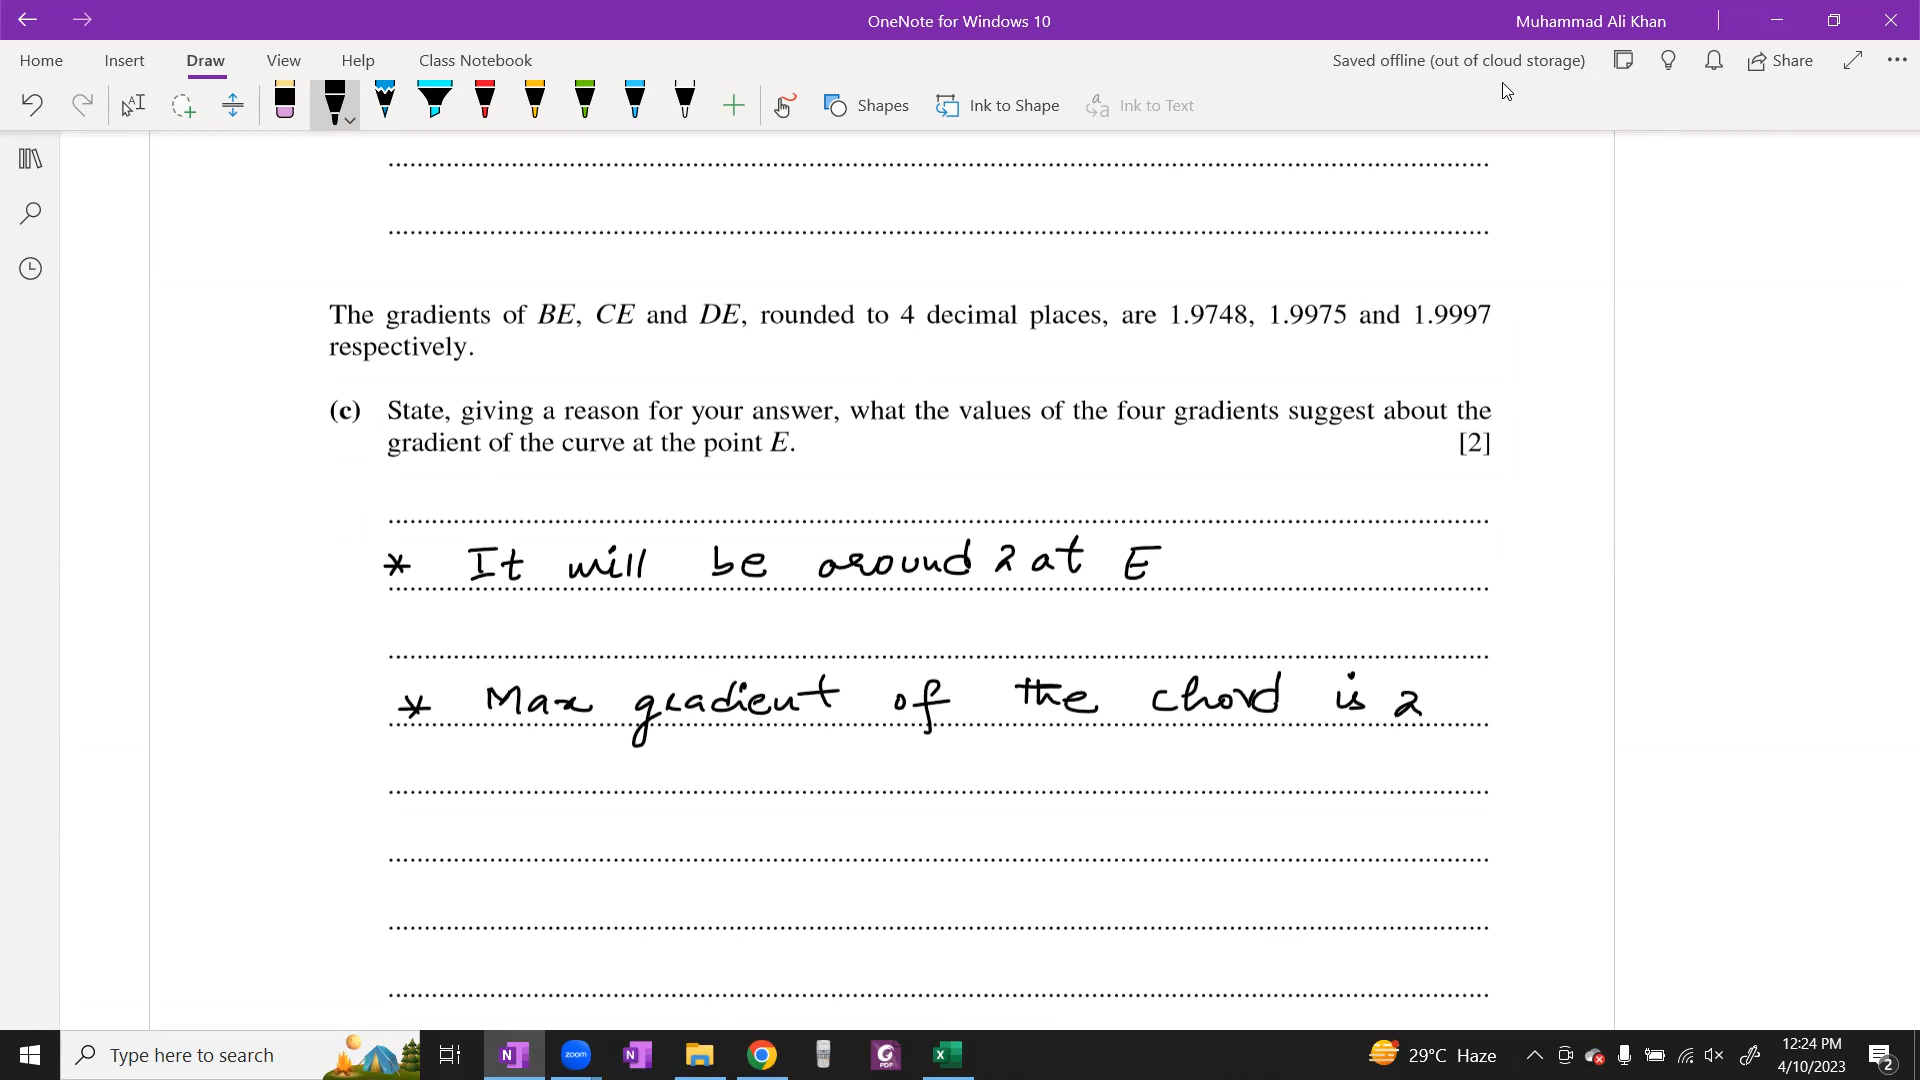 OneNote for Windows 10
Muhammad Ali Khan
Home Insert Draw View Help Class Notebook
Saved offline (out of cloud storage)
Share
Shapes
Ink to Shape
Ink to Text
The gradients of BE, CE and DE, rounded to 4 decimal places, are 1.9748, 1.9975 and 1.9997
respectively.
(c) State, giving a reason for your answer, what the values of the four gradients suggest about the
gradient of the curve at the point E. [2]
* It will be around 2 at E
* Max gradient of the chord is 2
Type here to search
zoom
29°C Haze
12:24 PM
4/10/2023
2